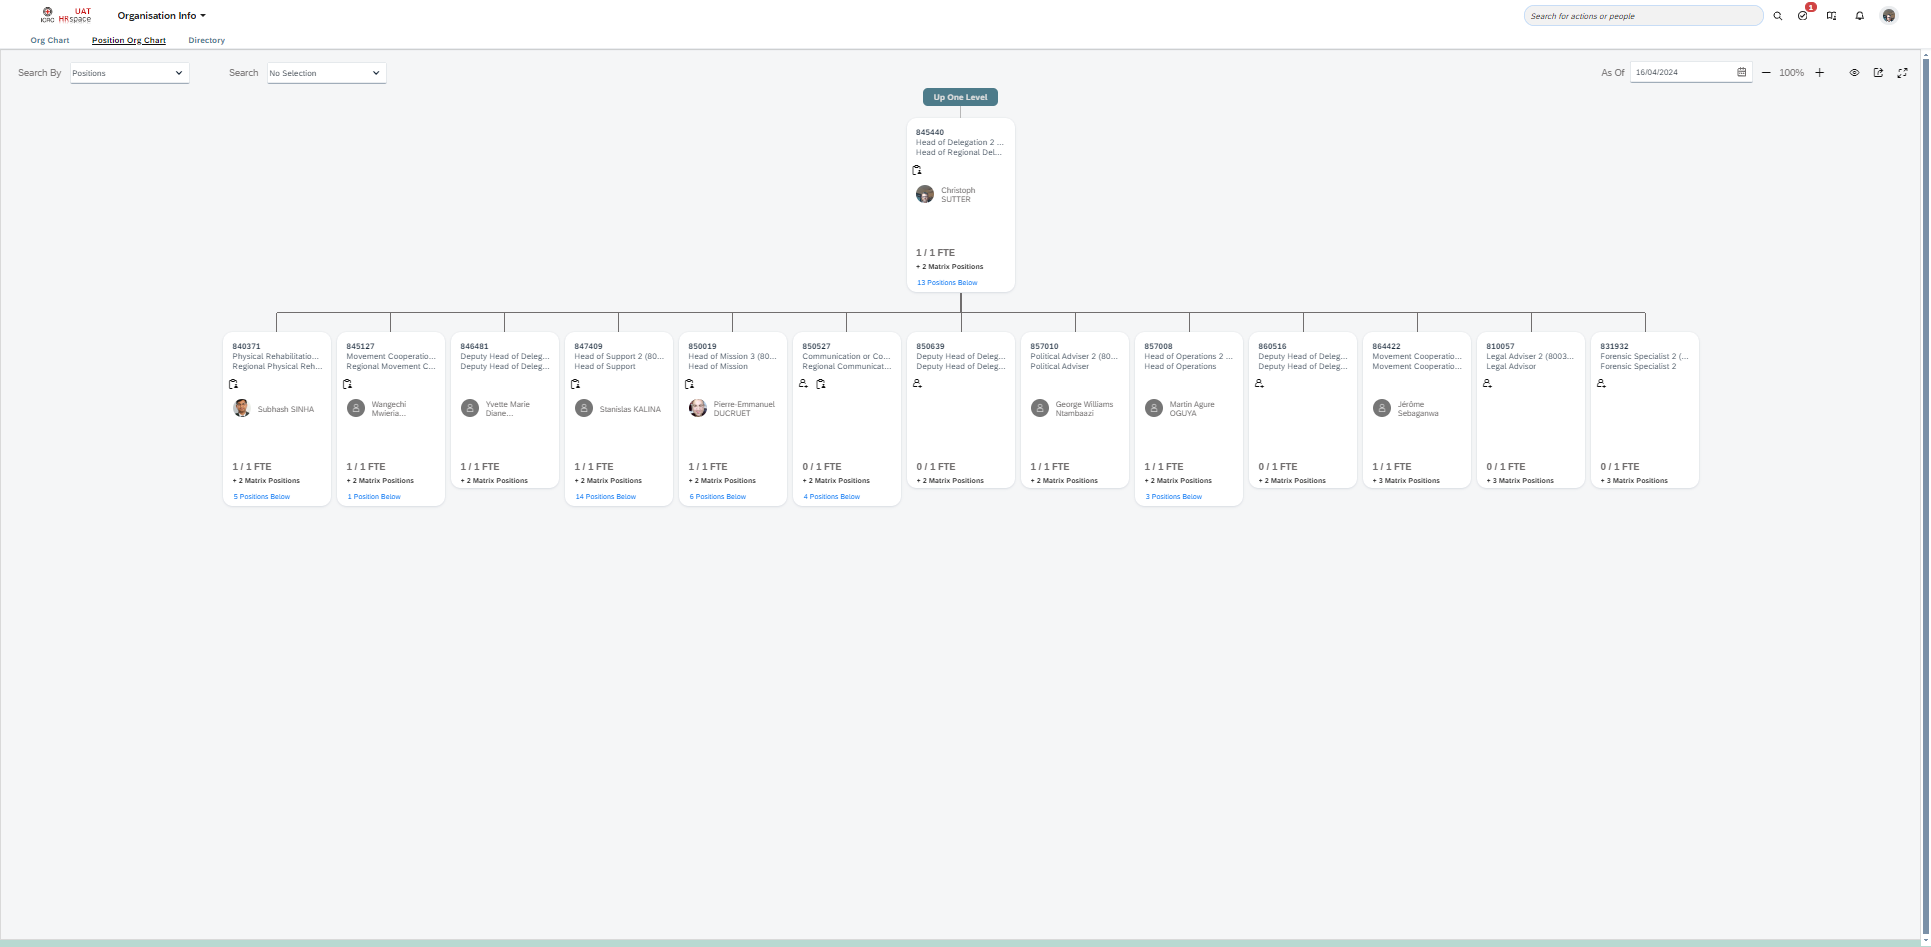 ICRC
UAT
HRspace
Organisation Info
Search for actions or people
1
Org Chart
Position Org Chart
Directory
Search By
Positions
Search
No Selection
As Of
16/04/2024
100%
Up One Level
845440
Head of Delegation 2 ...
Head of Regional Del...
Christoph
SUTTER
1 / 1 FTE
+ 2 Matrix Positions
13 Positions Below
840371
Physical Rehabilitatio...
Regional Physical Reh...
Subhash SINHA
1 / 1 FTE
+ 2 Matrix Positions
5 Positions Below
845127
Movement Cooperatio...
Regional Movement C...
Wangechi
Mwieria...
1 / 1 FTE
+ 2 Matrix Positions
1 Position Below
846481
Deputy Head of Deleg...
Deputy Head of Deleg...
Yvette Marie
Diane...
1 / 1 FTE
+ 2 Matrix Positions
847409
Head of Support 2 (80...
Head of Support
Stanislas KALINA
1 / 1 FTE
+ 2 Matrix Positions
14 Positions Below
850019
Head of Mission 3 (80...
Head of Mission
Pierre-Emmanuel
DUCRUET
1 / 1 FTE
+ 2 Matrix Positions
6 Positions Below
850527
Communication or Co...
Regional Communicat...
0 / 1 FTE
+ 2 Matrix Positions
4 Positions Below
850639
Deputy Head of Deleg...
Deputy Head of Deleg...
0 / 1 FTE
+ 2 Matrix Positions
857010
Political Adviser 2 (80...
Political Adviser
George Williams
Ntambaazi
1 / 1 FTE
+ 2 Matrix Positions
857008
Head of Operations 2 ...
Head of Operations
Martin Agure
OGUYA
1 / 1 FTE
+ 2 Matrix Positions
3 Positions Below
860516
Deputy Head of Deleg...
Deputy Head of Deleg...
0 / 1 FTE
+ 2 Matrix Positions
864422
Movement Cooperatio...
Movement Cooperatio...
Jérôme
Sebaganwa
1 / 1 FTE
+ 3 Matrix Positions
810057
Legal Adviser 2 (8003...
Legal Advisor
0 / 1 FTE
+ 3 Matrix Positions
831932
Forensic Specialist 2 (...
Forensic Specialist 2
0 / 1 FTE
+ 3 Matrix Positions